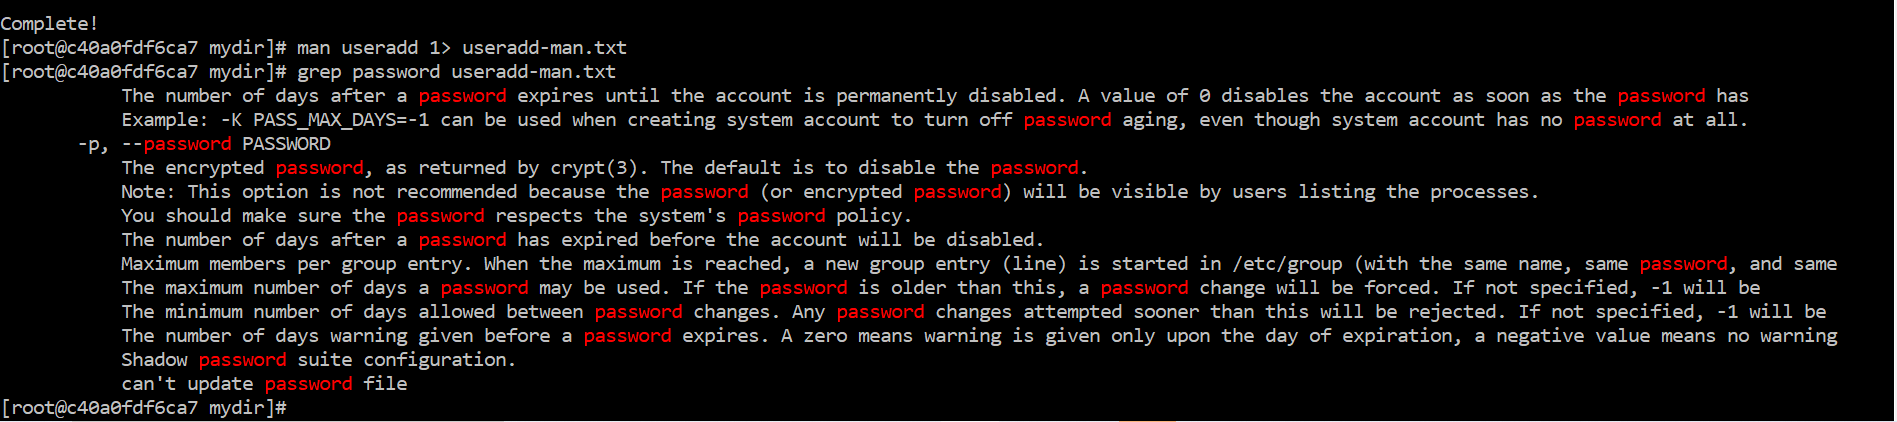 Complete!
[root@c40a0fdf6ca7 mydir]# man useradd 1> useradd-man.txt
[root@c40a0fdf6ca7 mydir]# grep password useradd-man.txt
The number of days after a password expires until the account is permanently disabled. A value of 0 disables the account as soon as the password has
Example: -K PASS_MAX_DAYS=-1 can be used when creating system account to turn off password aging, even though system account has no password at all.
-p, --password PASSWORD
The encrypted password, as returned by crypt(3). The default is to disable the password.
Note: This option is not recommended because the password (or encrypted password) will be visible by users listing the processes.
You should make sure the password respects the system's password policy.
The number of days after a password has expired before the account will be disabled.
Maximum members per group entry. When the maximum is reached, a new group entry (line) is started in /etc/group (with the same name, same password, and same
The maximum number of days a password may be used. If the password is older than this, a password change will be forced. If not specified, -1 will be
The minimum number of days allowed between password changes. Any password changes attempted sooner than this will be rejected. If not specified, -1 will be
The number of days warning given before a password expires. A zero means warning is given only upon the day of expiration, a negative value means no warning
Shadow password suite configuration.
can't update password file
[root@c40a0fdf6ca7 mydir]#